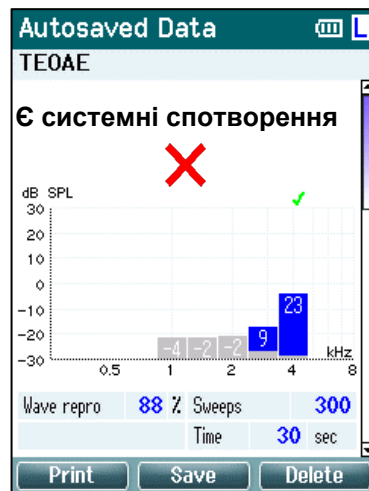 Autosaved Data L
TEOAE
Є системні спотворення
dB SPL
30
20
10
0
-10
-20
-30
-4 -2 -2 9 23
kHz
0.5 1 2 4 8
Wave repro 88 % Sweeps 300
Time 30 sec
Print Save Delete